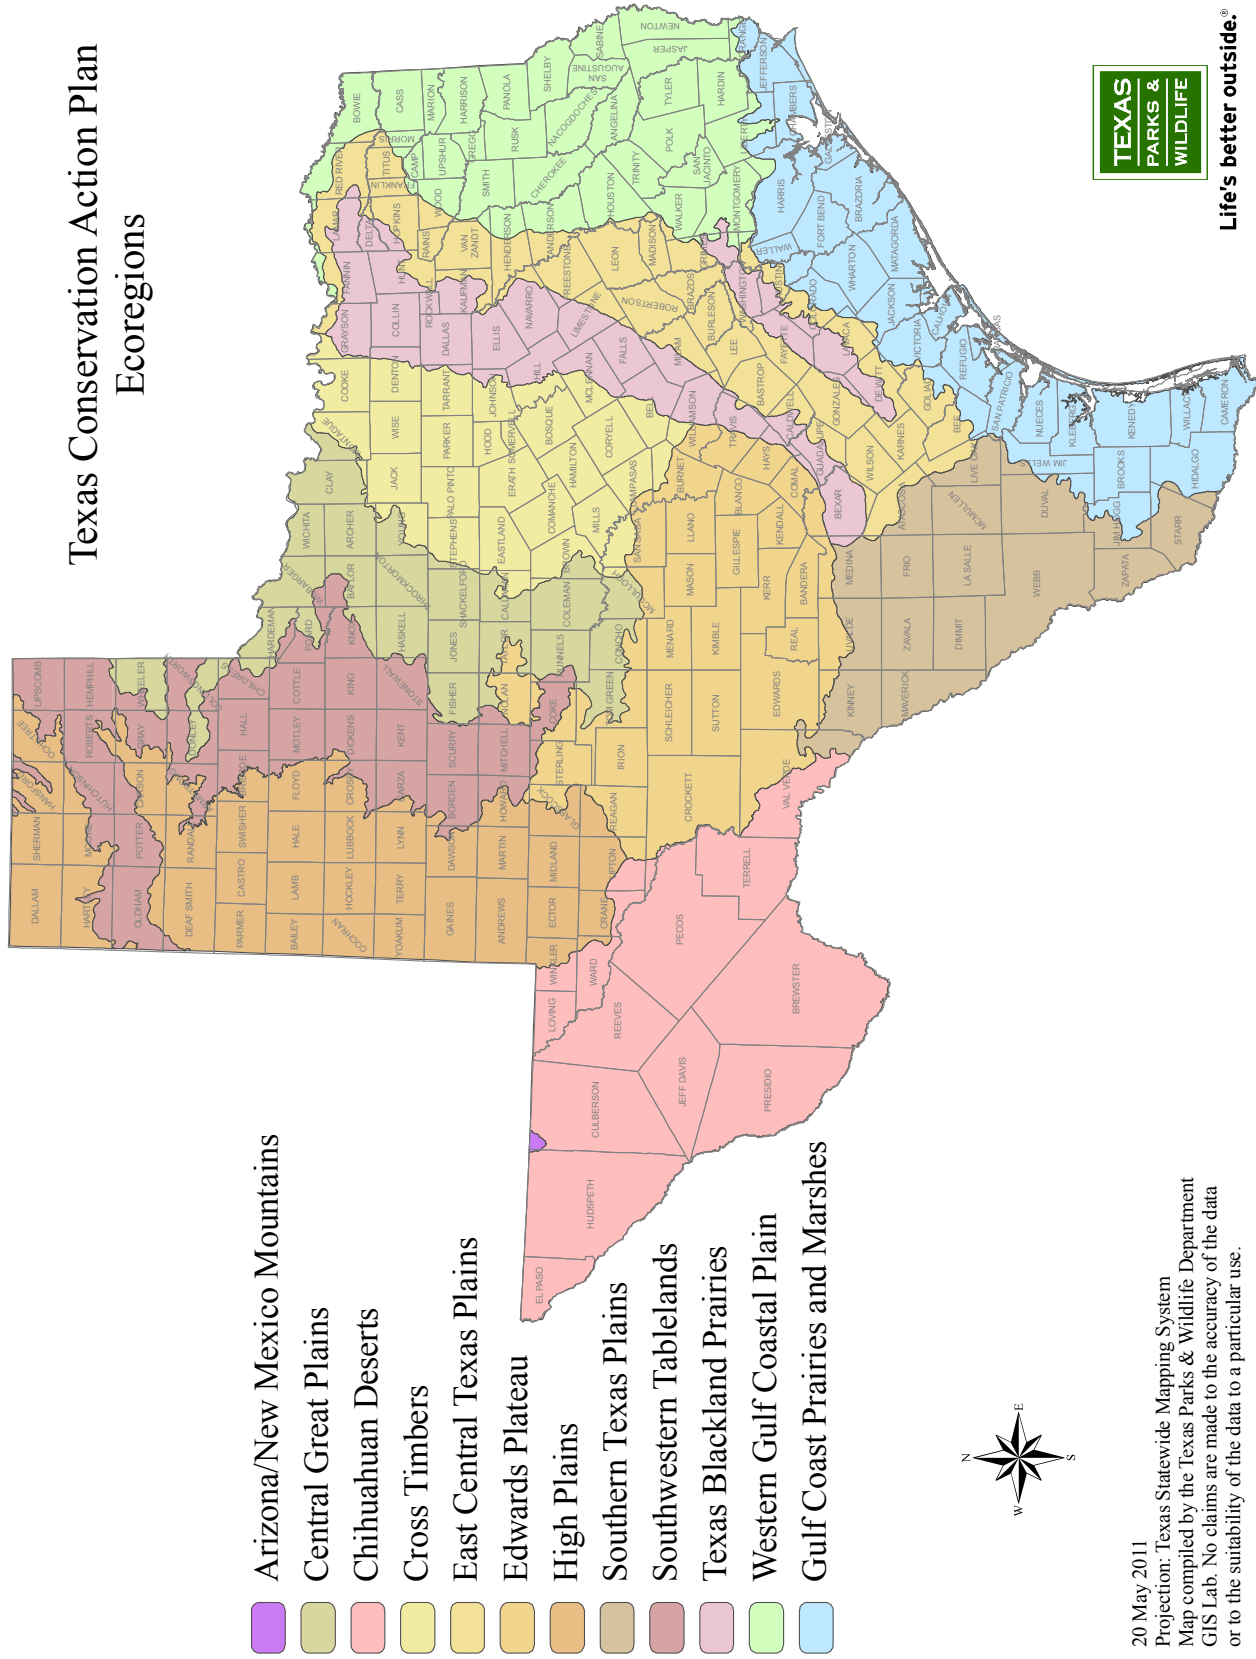 Texas Conservation Action Plan
Ecoregions
Arizona/New Mexico Mountains
Central Great Plains
Chihuahuan Deserts
Cross Timbers
East Central Texas Plains
Edwards Plateau
High Plains
Southern Texas Plains
Southwestern Tablelands
Texas Blackland Prairies
Western Gulf Coastal Plain
Gulf Coast Prairies and Marshes
DALLAM
SHERMAN
HANSFORD
OCHILTREE
LIPSCOMB
HARTLEY
MOORE
HUTCHINSON
ROBERTS
HEMPHILL
OLDHAM
POTTER
CARSON
GRAY
WHEELER
DEAF SMITH
RANDALL
ARMSTRONG
DONLEY
COLLINGSWORTH
PARMER
CASTRO
SWISHER
BRISCOE
HALL
CHILDRESS
BAILEY
LAMB
HALE
FLOYD
MOTLEY
COTTLE
HARDEMAN
FOARD
WILBARGER
WICHITA
CLAY
MONTAGUE
COOKE
GRAYSON
FANNIN
LAMAR
RED RIVER
BOWIE
COCHRAN
HOCKLEY
LUBBOCK
CROSBY
DICKENS
KING
KNOX
BAYLOR
ARCHER
JACK
WISE
DENTON
COLLIN
HUNT
DELTA
HOPKINS
FRANKLIN
TITUS
MORRIS
CASS
YOAKUM
TERRY
LYNN
GARZA
KENT
STONEWALL
HASKELL
THROCKMORTON
YOUNG
PALO PINTO
PARKER
TARRANT
DALLAS
ROCKWALL
KAUFMAN
RAINS
VAN
ZANDT
WOOD
CAMP
UPSHUR
MARION
HARRISON
GREGG
GAINES
DAWSON
BORDEN
SCURRY
FISHER
JONES
SHACKELFORD
STEPHENS
ERATH
HOOD
SOMERVELL
JOHNSON
ELLIS
HENDERSON
SMITH
RUSK
PANOLA
ANDREWS
MARTIN
HOWARD
MITCHELL
NOLAN
TAYLOR
CALLAHAN
EASTLAND
COMANCHE
HAMILTON
BOSQUE
HILL
NAVARRO
FREESTONE
ANDERSON
CHEROKEE
NACOGDOCHES
SHELBY
SAN
AUGUSTINE
SABINE
EL PASO
HUDSPETH
CULBERSON
REEVES
LOVING
WINKLER
WARD
ECTOR
CRANE
MIDLAND
UPTON
GLASSCOCK
REAGAN
STERLING
IRION
COKE
TOM GREEN
RUNNELS
CONCHO
COLEMAN
BROWN
MCCULLOCH
MILLS
SAN SABA
LAMPASAS
CORYELL
MCLENNAN
LIMESTONE
FALLS
BELL
LEON
ROBERTSON
MADISON
HOUSTON
TRINITY
ANGELINA
POLK
TYLER
JASPER
NEWTON
HARDIN
SAN
JACINTO
WALKER
GRIMES
MONTGOMERY
LIBERTY
ORANGE
JEFFERSON
CHAMBERS
GALVESTON
HARRIS
JEFF DAVIS
PRESIDIO
BREWSTER
PECOS
TERRELL
CROCKETT
VAL VERDE
SCHLEICHER
SUTTON
MENARD
KIMBLE
MASON
LLANO
BURNET
WILLIAMSON
MILAM
BRAZOS
BURLESON
WASHINGTON
LEE
TRAVIS
BASTROP
BLANCO
GILLESPIE
HAYS
KENDALL
COMAL
KERR
REAL
BANDERA
EDWARDS
CALDWELL
GUADALUPE
GONZALES
FAYETTE
COLORADO
AUSTIN
WALLER
FORT BEND
BRAZORIA
WHARTON
MATAGORDA
JACKSON
LAVACA
DE WITT
VICTORIA
CALHOUN
KINNEY
UVALDE
MEDINA
BEXAR
WILSON
KARNES
GOLIAD
REFUGIO
ARANSAS
MAVERICK
ZAVALA
FRIO
ATASCOSA
LIVE OAK
BEE
SAN PATRICIO
DIMMIT
LA SALLE
MCMULLEN
WEBB
DUVAL
JIM WELLS
NUECES
KLEBERG
ZAPATA
JIM HOGG
BROOKS
KENEDY
STARR
HIDALGO
WILLACY
CAMERON
N
W
E
S
20 May 2011
Projection: Texas Statewide Mapping System
Map compiled by the Texas Parks & Wildlife Department
GIS Lab. No claims are made to the accuracy of the data
or to the suitability of the data to a particular use.
TEXAS
PARKS &
WILDLIFE
Life's better outside.®